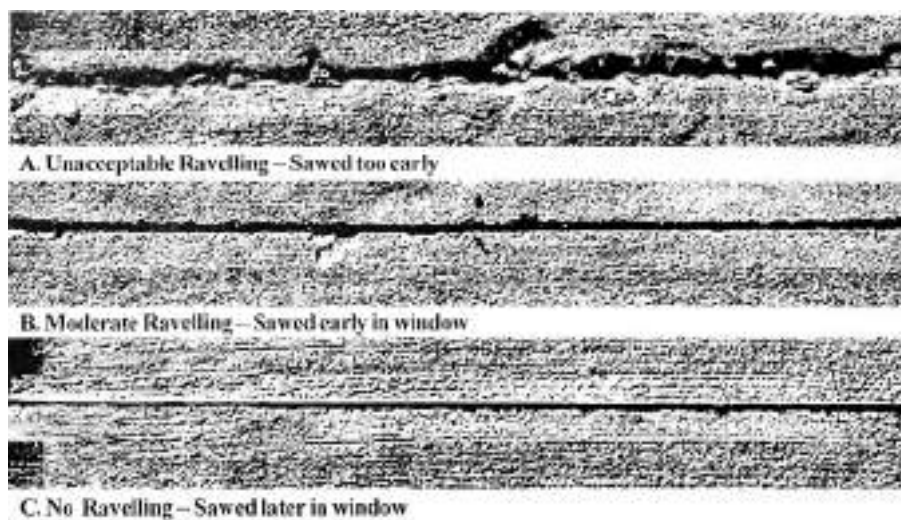 A. Unacceptable Ravelling – Sawed too early
B. Moderate Ravelling – Sawed early in window
C. No Ravelling – Sawed later in window